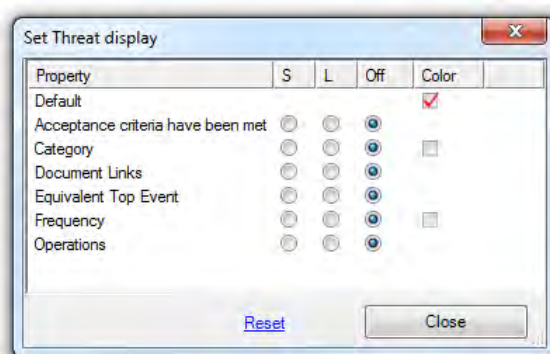 Set Threat display
Property S L Off Color
Default
Acceptance criteria have been met
Category
Document Links
Equivalent Top Event
Frequency
Operations
Reset Close